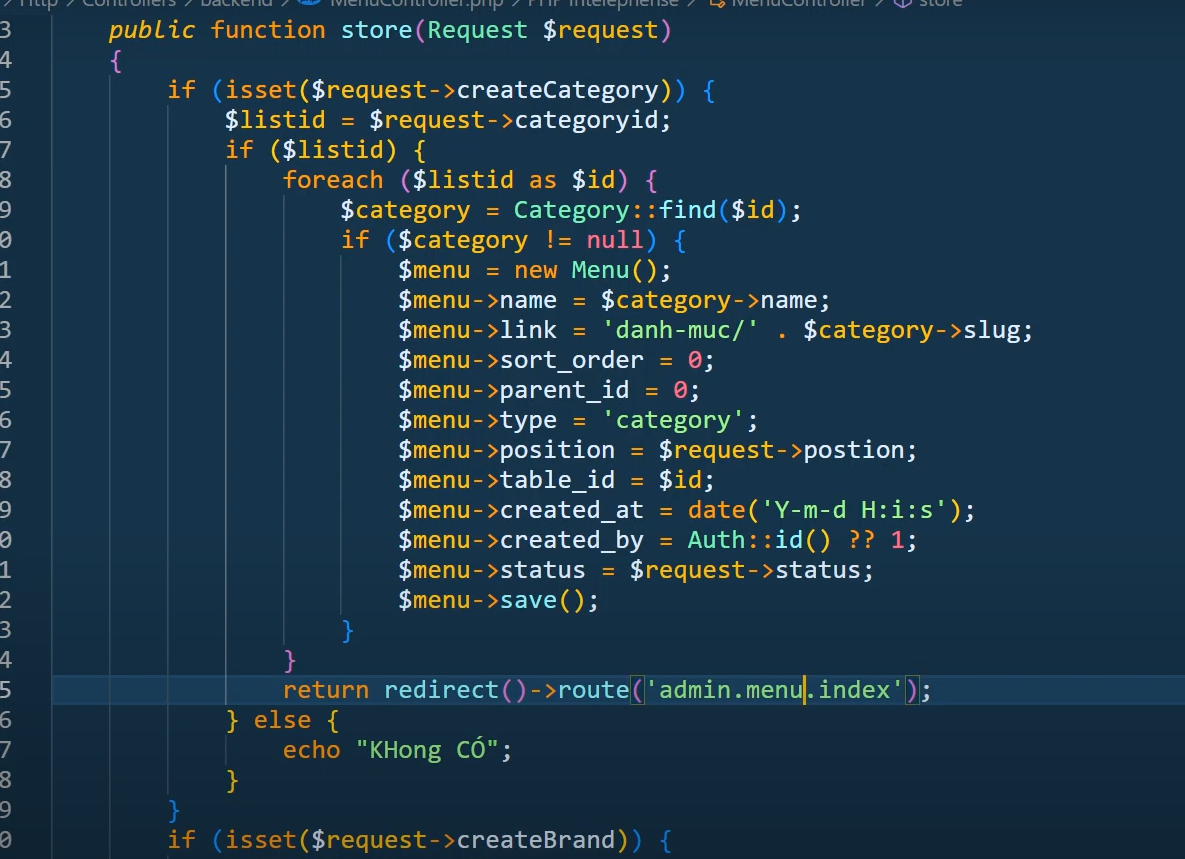 Http > Controllers > backend > MenuController.php > PHP Intelephense > MenuController > store
3 public function store(Request $request)
4 {
5 if (isset($request->createCategory)) {
6 $listid = $request->categoryid;
7 if ($listid) {
8 foreach ($listid as $id) {
9 $category = Category::find($id);
0 if ($category != null) {
1 $menu = new Menu();
2 $menu->name = $category->name;
3 $menu->link = 'danh-muc/' . $category->slug;
4 $menu->sort_order = 0;
5 $menu->parent_id = 0;
6 $menu->type = 'category';
7 $menu->position = $request->postion;
8 $menu->table_id = $id;
9 $menu->created_at = date('Y-m-d H:i:s');
0 $menu->created_by = Auth::id() ?? 1;
1 $menu->status = $request->status;
2 $menu->save();
3 }
4 }
5 return redirect()->route('admin.menu.index');
6 } else {
7 echo "KHong CÓ";
8 }
9 }
0 if (isset($request->createBrand)) {